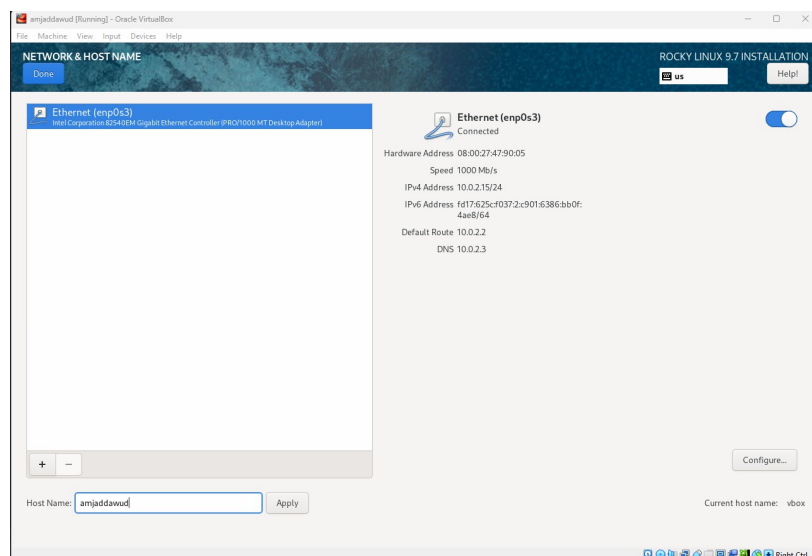 amjaddawud [Running] - Oracle VirtualBox
File Machine View Input Devices Help
NETWORK & HOST NAME
ROCKY LINUX 9.7 INSTALLATION
Done
us
Help!
Ethernet (enp0s3)
Intel Corporation 82540EM Gigabit Ethernet Controller (PRO/1000 MT Desktop Adapter)
Ethernet (enp0s3)
Connected
Hardware Address 08:00:27:47:90:05
Speed 1000 Mb/s
IPv4 Address 10.0.2.15/24
IPv6 Address fd17:625c:f037:2:c901:6386:bb0f:
4ae8/64
Default Route 10.0.2.2
DNS 10.0.2.3
+ −
Configure...
Host Name: amjaddawud
Apply
Current host name: vbox
Right Ctrl